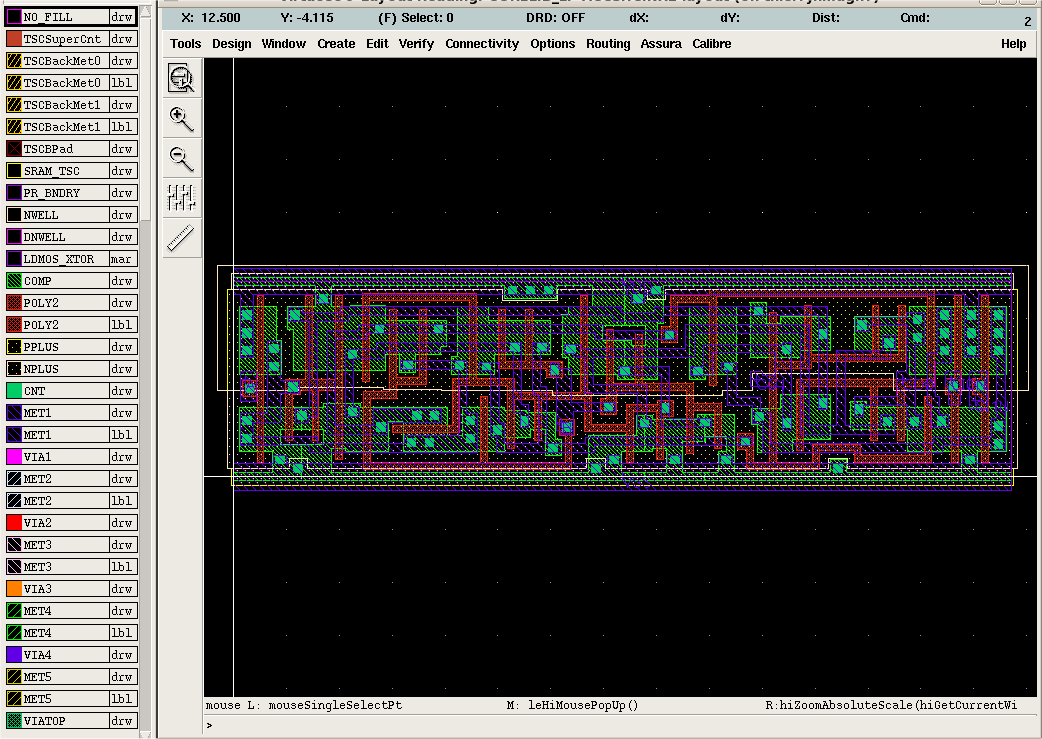 X: 12.500 Y: -4.115 (F) Select: 0 DRD: OFF dX: dY: Dist: Cmd: 2
Tools Design Window Create Edit Verify Connectivity Options Routing Assura Calibre Help
NO_FILL drw
TSCSuperCnt drw
TSCBackMet0 drw
TSCBackMet0 lbl
TSCBackMet1 drw
TSCBackMet1 lbl
TSCBPad drw
SRAM_TSC drw
PR_BNDRY drw
NWELL drw
DNWELL drw
LDMOS_XTOR mar
COMP drw
POLY2 drw
POLY2 lbl
PPLUS drw
NPLUS drw
CNT drw
MET1 drw
MET1 lbl
VIA1 drw
MET2 drw
MET2 lbl
VIA2 drw
MET3 drw
MET3 lbl
VIA3 drw
MET4 drw
MET4 lbl
VIA4 drw
MET5 drw
MET5 lbl
VIATOP drw
mouse L: mouseSingleSelectPt M: leHiMousePopUp() R:hiZoomAbsoluteScale(hiGetCurrentWi
>